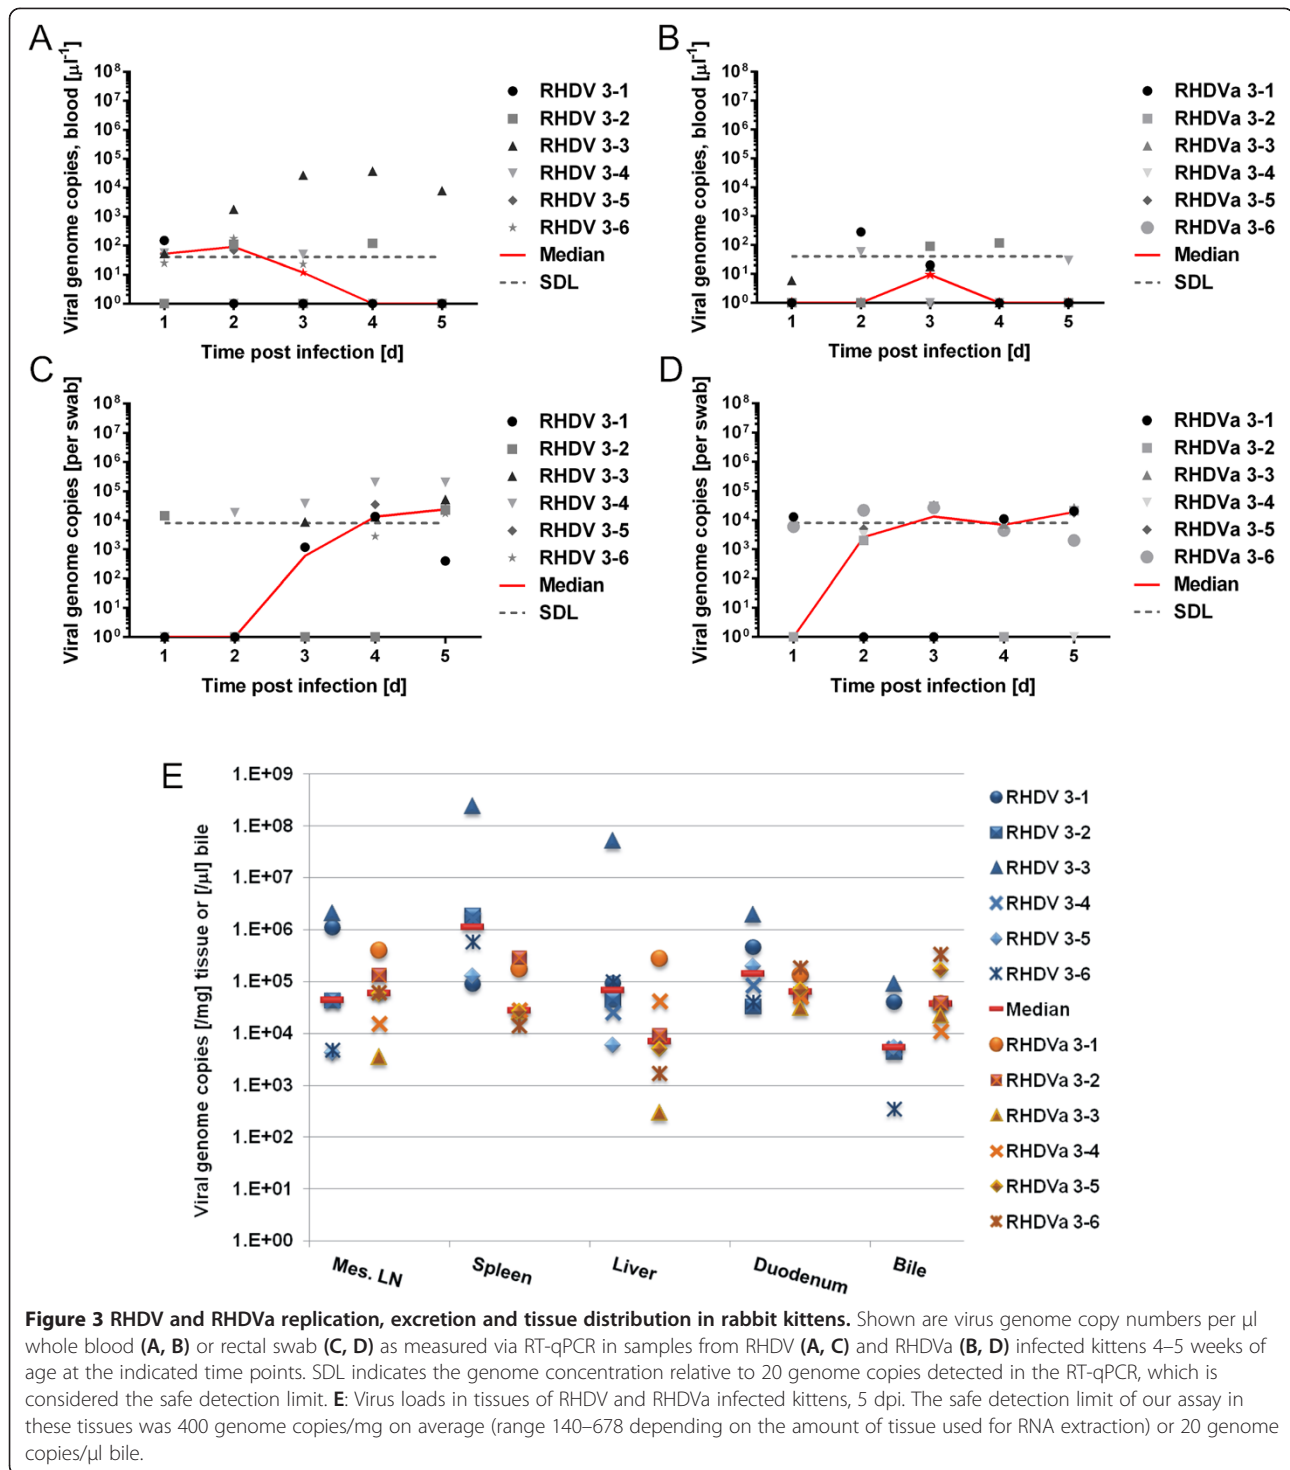 A
Viral genome copies, blood [µl⁻¹]
10⁸
10⁷
10⁶
10⁵
10⁴
10³
10²
10¹
10⁰
1 2 3 4 5
Time post infection [d]
RHDV 3-1
RHDV 3-2
RHDV 3-3
RHDV 3-4
RHDV 3-5
RHDV 3-6
Median
SDL
B
Viral genome copies, blood [µl⁻¹]
10⁸
10⁷
10⁶
10⁵
10⁴
10³
10²
10¹
10⁰
1 2 3 4 5
Time post infection [d]
RHDVa 3-1
RHDVa 3-2
RHDVa 3-3
RHDVa 3-4
RHDVa 3-5
RHDVa 3-6
Median
SDL
C
Viral genome copies [per swab]
10⁸
10⁷
10⁶
10⁵
10⁴
10³
10²
10¹
10⁰
1 2 3 4 5
Time post infection [d]
RHDV 3-1
RHDV 3-2
RHDV 3-3
RHDV 3-4
RHDV 3-5
RHDV 3-6
Median
SDL
D
Viral genome copies [per swab]
10⁸
10⁷
10⁶
10⁵
10⁴
10³
10²
10¹
10⁰
1 2 3 4 5
Time post infection [d]
RHDVa 3-1
RHDVa 3-2
RHDVa 3-3
RHDVa 3-4
RHDVa 3-5
RHDVa 3-6
Median
SDL
E
Viral genome copies [/mg] tissue or [/µl] bile
1.E+09
1.E+08
1.E+07
1.E+06
1.E+05
1.E+04
1.E+03
1.E+02
1.E+01
1.E+00
Mes. LN
Spleen
Liver
Duodenum
Bile
RHDV 3-1
RHDV 3-2
RHDV 3-3
RHDV 3-4
RHDV 3-5
RHDV 3-6
Median
RHDVa 3-1
RHDVa 3-2
RHDVa 3-3
RHDVa 3-4
RHDVa 3-5
RHDVa 3-6
Figure 3 RHDV and RHDVa replication, excretion and tissue distribution in rabbit kittens. Shown are virus genome copy numbers per µl
whole blood (A, B) or rectal swab (C, D) as measured via RT-qPCR in samples from RHDV (A, C) and RHDVa (B, D) infected kittens 4–5 weeks of
age at the indicated time points. SDL indicates the genome concentration relative to 20 genome copies detected in the RT-qPCR, which is
considered the safe detection limit. E: Virus loads in tissues of RHDV and RHDVa infected kittens, 5 dpi. The safe detection limit of our assay in
these tissues was 400 genome copies/mg on average (range 140–678 depending on the amount of tissue used for RNA extraction) or 20 genome
copies/µl bile.